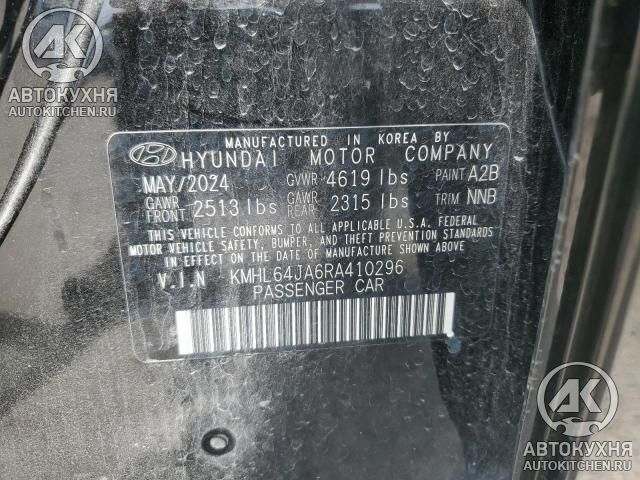 AK
АВТОКУХНЯ
AUTOKITCHEN.RU
MANUFACTURED IN KOREA BY
HYUNDAI MOTOR COMPANY
MAY/2024 GVWR 4619 lbs PAINT A2B
GAWR FRONT 2513 lbs GAWR REAR 2315 lbs TRIM NNB
THIS VEHICLE CONFORMS TO ALL APPLICABLE U.S.A. FEDERAL
MOTOR VEHICLE SAFETY, BUMPER, AND THEFT PREVENTION STANDARDS
IN EFFECT ON THE DATE OF MANUFACTURE SHOWN ABOVE.
V.I.N KMHL64JA6RA410296
PASSENGER CAR
AK
АВТОКУХНЯ
AUTOKITCHEN.RU